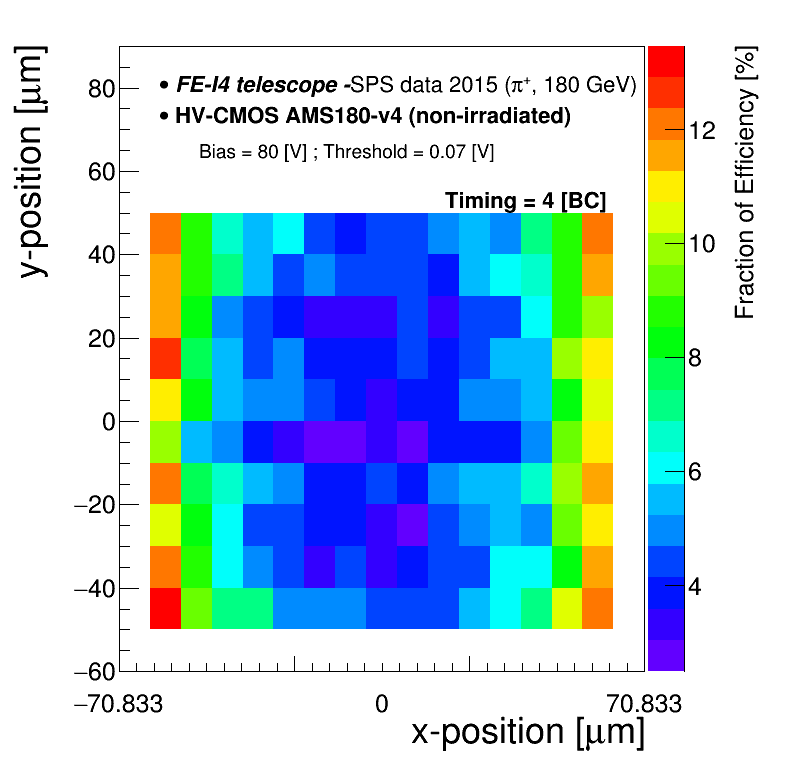 • FE-I4 telescope -SPS data 2015 (π⁺, 180 GeV)
• HV-CMOS AMS180-v4 (non-irradiated)
Bias = 80 [V] ; Threshold = 0.07 [V]
Timing = 4 [BC]
y-position [μm]
80
60
40
20
0
−20
−40
−60
−70.833
0
70.833
x-position [μm]
Fraction of Efficiency [%]
12
10
8
6
4